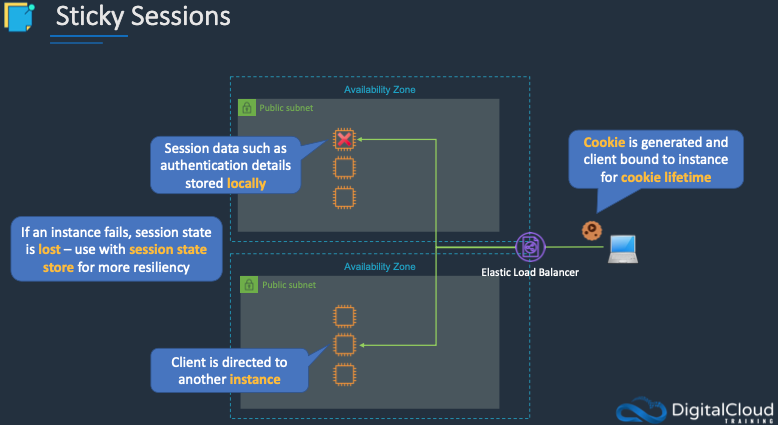 Sticky Sessions
Availability Zone
Public subnet
Session data such as
authentication details
stored locally
Cookie is generated and
client bound to instance
for cookie lifetime
If an instance fails, session state
is lost – use with session state
store for more resiliency
Elastic Load Balancer
Availability Zone
Public subnet
Client is directed to
another instance
DigitalCloud
TRAINING